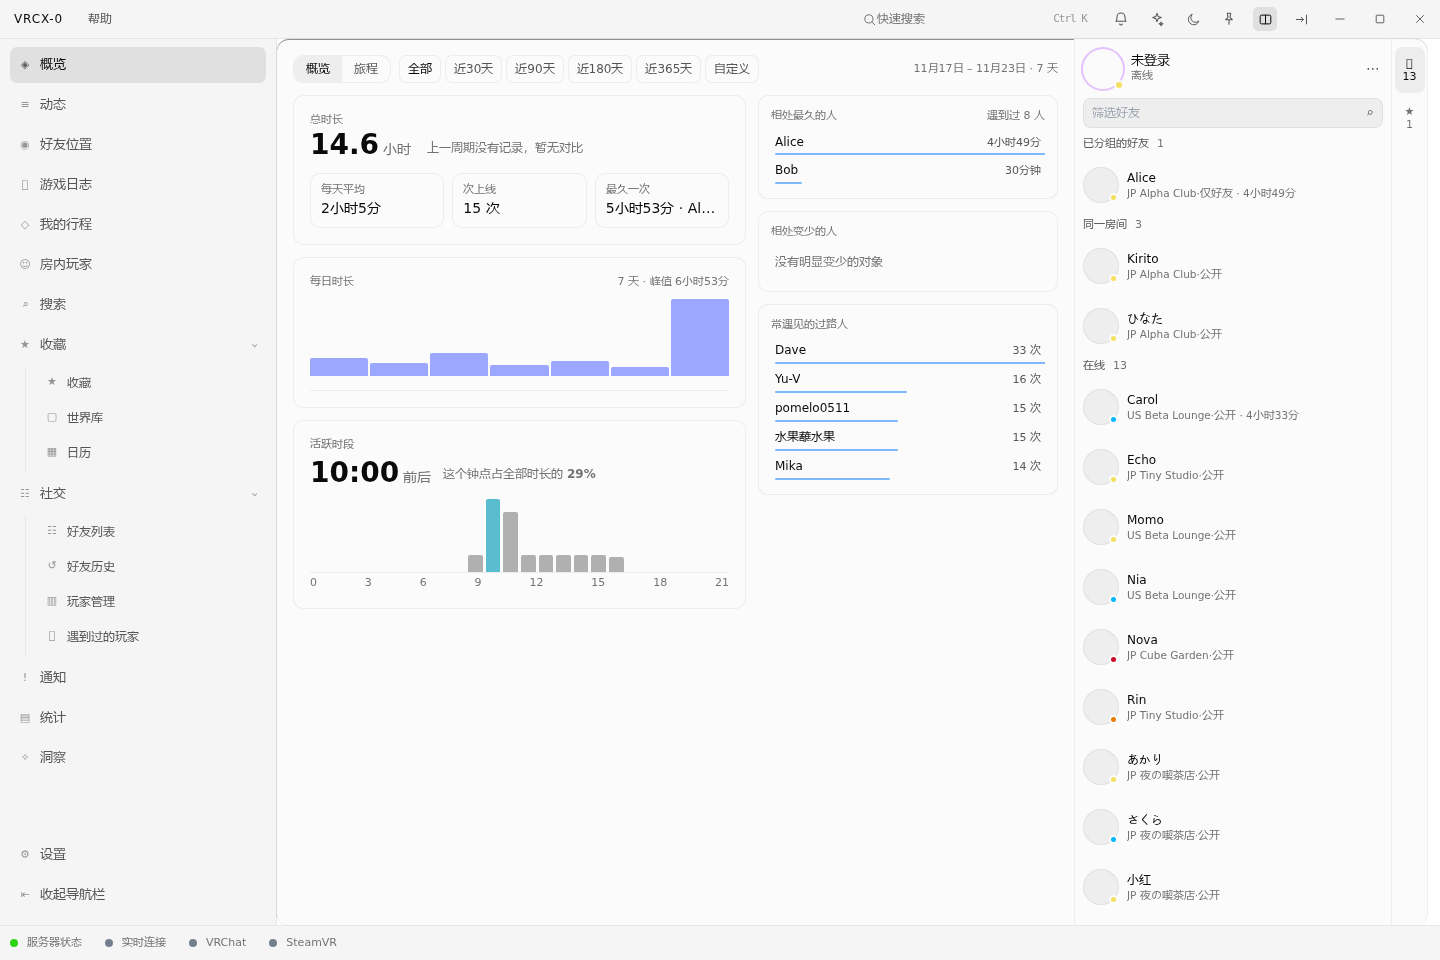 VRCX-0
帮助
快速搜索
Ctrl K
概览
动态
好友位置
游戏日志
我的行程
房内玩家
搜索
收藏
收藏
世界库
日历
社交
好友列表
好友历史
玩家管理
遇到过的玩家
通知
统计
洞察
设置
收起导航栏
概览 旅程 全部 近30天 近90天 近180天 近365天 自定义
11月17日 – 11月23日 · 7 天
总时长
14.6 小时 上一周期没有记录，暂无对比
每天平均
2小时5分
次上线
15 次
最久一次
5小时53分 · Al…
每日时长
7 天 · 峰值 6小时53分
活跃时段
10:00 前后 这个钟点占全部时长的 29%
0 3 6 9 12 15 18 21
相处最久的人
遇到过 8 人
Alice 4小时49分
Bob 30分钟
相处变少的人
没有明显变少的对象
常遇见的过路人
Dave 33 次
Yu-V 16 次
pomelo0511 15 次
水果蘸水果 15 次
Mika 14 次
未登录
离线
筛选好友
已分组的好友 1
Alice
JP Alpha Club·仅好友 · 4小时49分
同一房间 3
Kirito
JP Alpha Club·公开
ひなた
JP Alpha Club·公开
在线 13
Carol
US Beta Lounge·公开 · 4小时33分
Echo
JP Tiny Studio·公开
Momo
US Beta Lounge·公开
Nia
US Beta Lounge·公开
Nova
JP Cube Garden·公开
Rin
JP Tiny Studio·公开
あかり
JP 夜の喫茶店·公开
さくら
JP 夜の喫茶店·公开
小红
JP 夜の喫茶店·公开
13
1
服务器状态
实时连接
VRChat
SteamVR